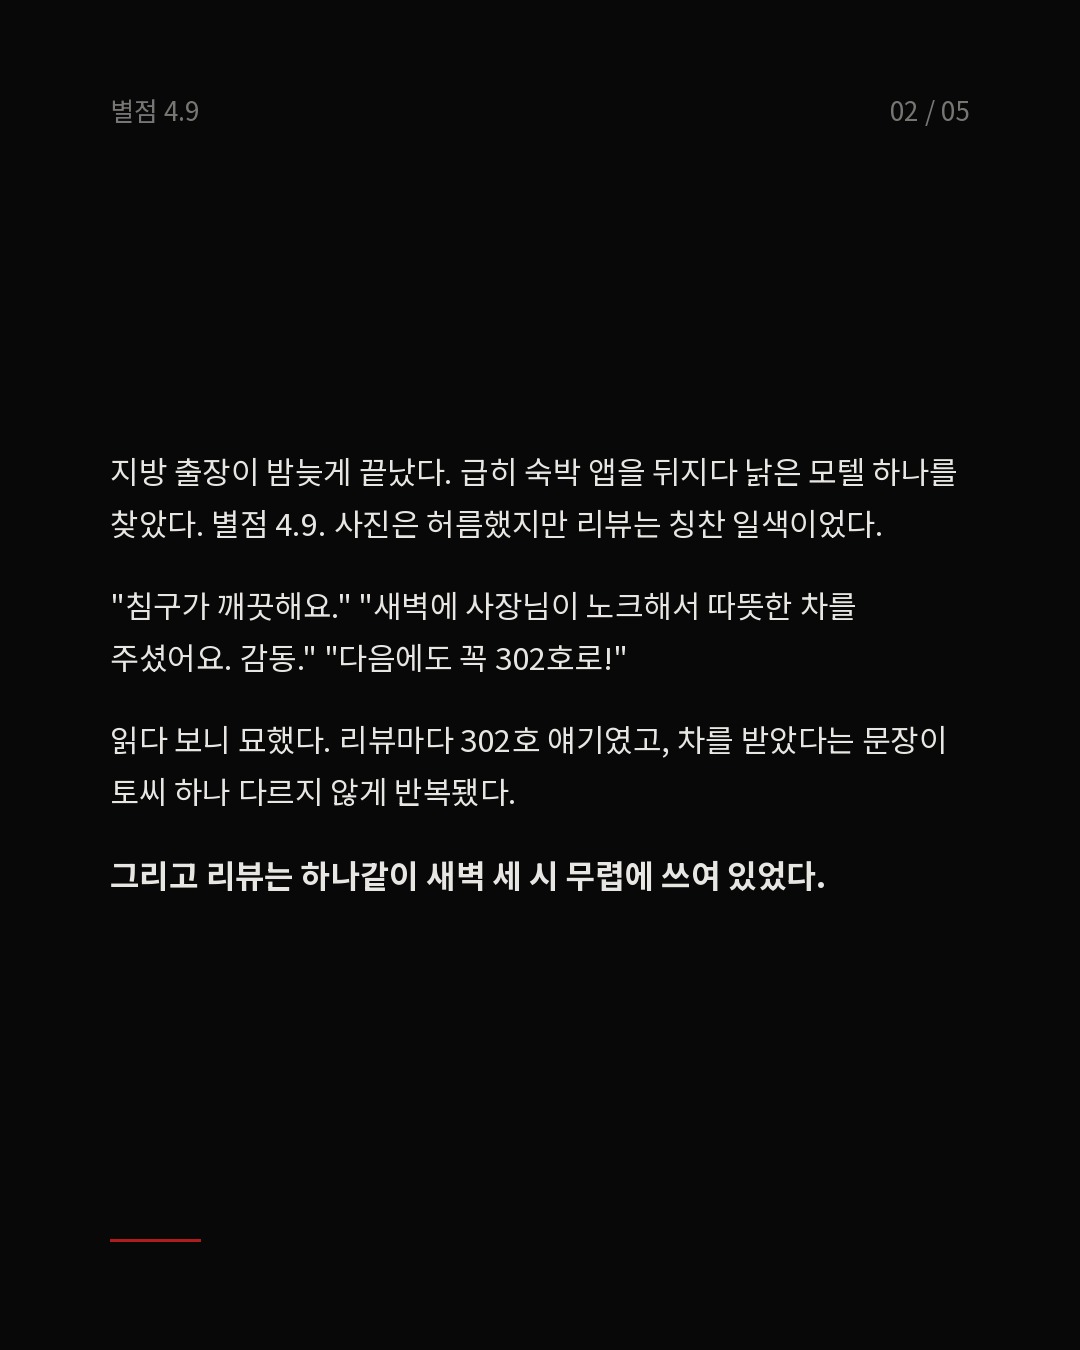 별점 4.9
02 / 05
지방 출장이 밤늦게 끝났다. 급히 숙박 앱을 뒤지다 낡은 모텔 하나를
찾았다. 별점 4.9. 사진은 허름했지만 리뷰는 칭찬 일색이었다.
"침구가 깨끗해요." "새벽에 사장님이 노크해서 따뜻한 차를
주셨어요. 감동." "다음에도 꼭 302호로!"
읽다 보니 묘했다. 리뷰마다 302호 얘기였고, 차를 받았다는 문장이
토씨 하나 다르지 않게 반복됐다.
그리고 리뷰는 하나같이 새벽 세 시 무렵에 쓰여 있었다.